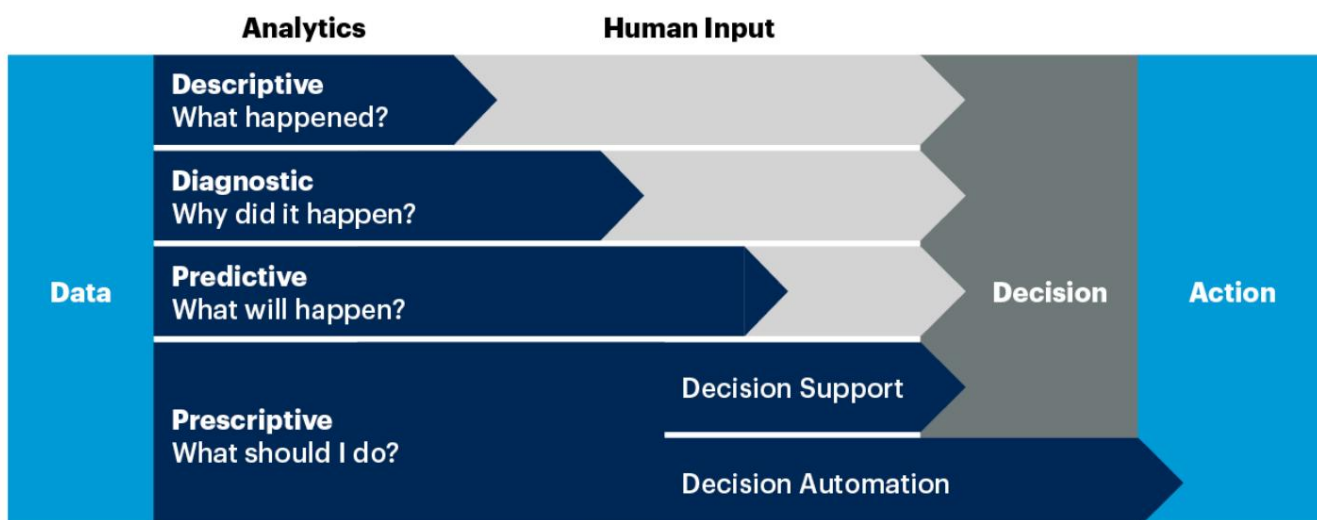 Analytics
Human Input
Data
Descriptive
What happened?
Diagnostic
Why did it happen?
Predictive
What will happen?
Prescriptive
What should I do?
Decision Support
Decision Automation
Decision
Action